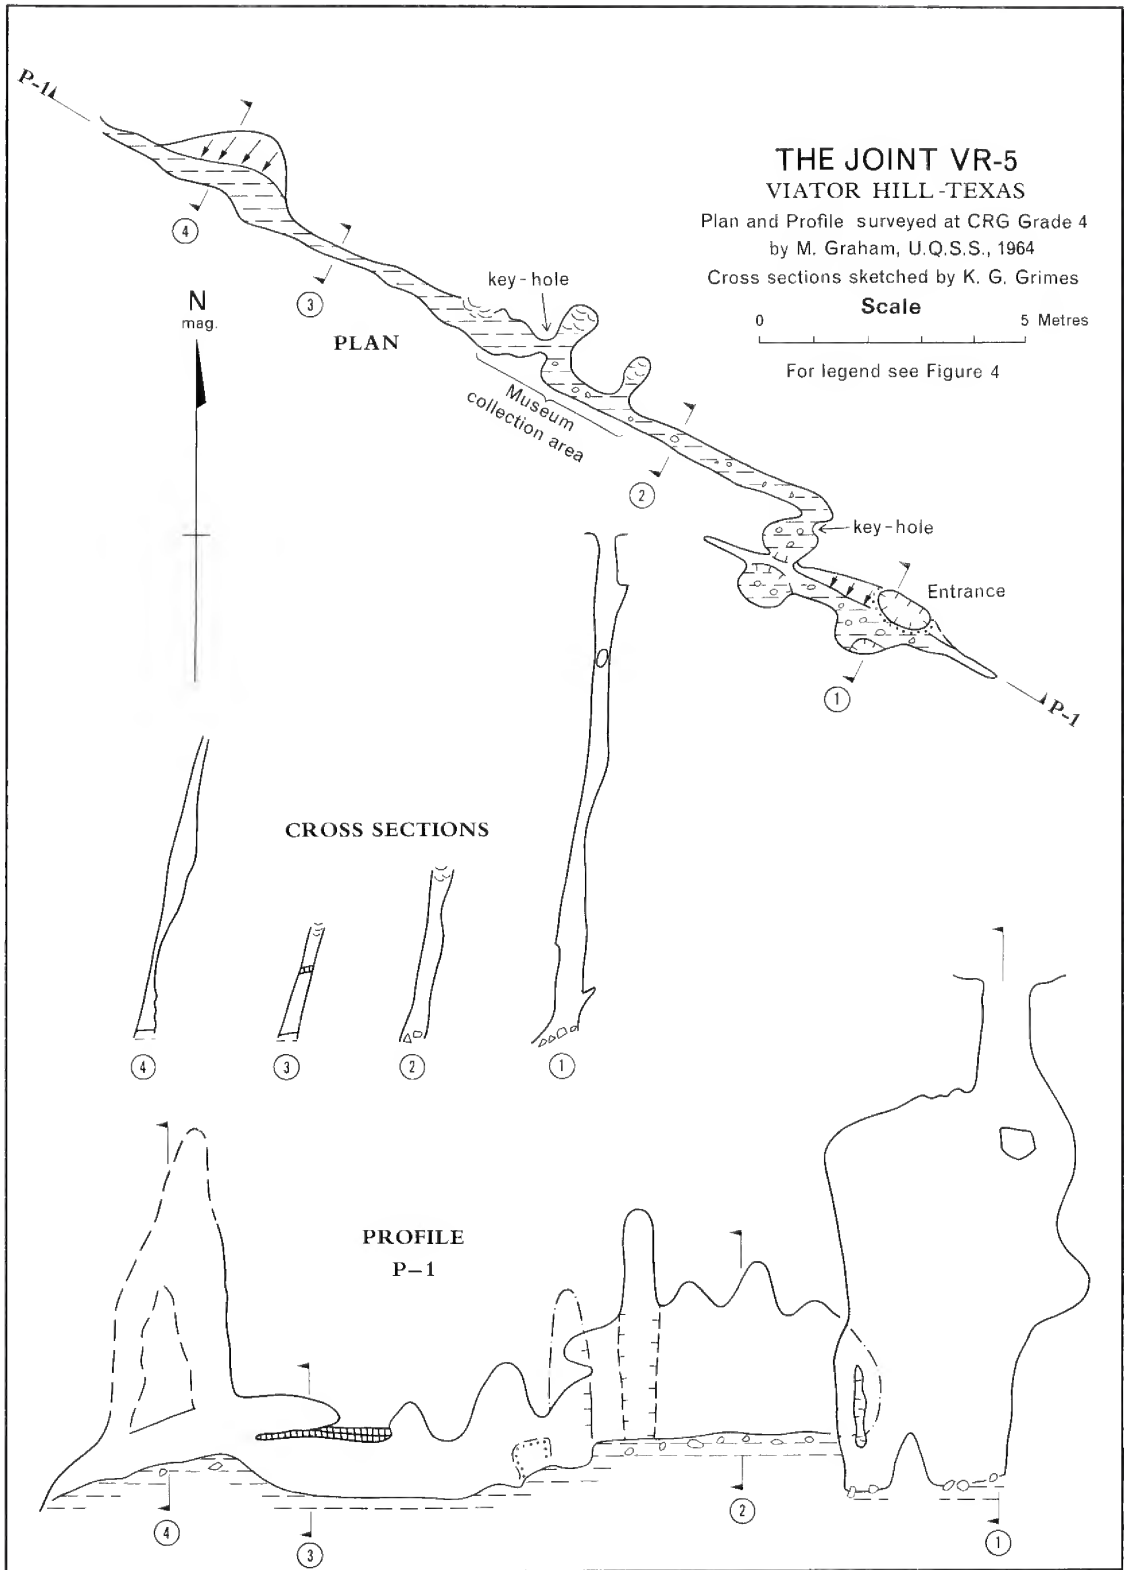 P-1
THE JOINT VR-5
VIATOR HILL-TEXAS
Plan and Profile surveyed at CRG Grade 4
by M. Graham, U.Q.S.S., 1964
Cross sections sketched by K. G. Grimes
Scale
0 5 Metres
For legend see Figure 4
4
3
key-hole
N
mag.
PLAN
Museum
collection area
2
key-hole
Entrance
1
P-1
CROSS SECTIONS
4
3
2
1
PROFILE
P-1
4
3
2
1